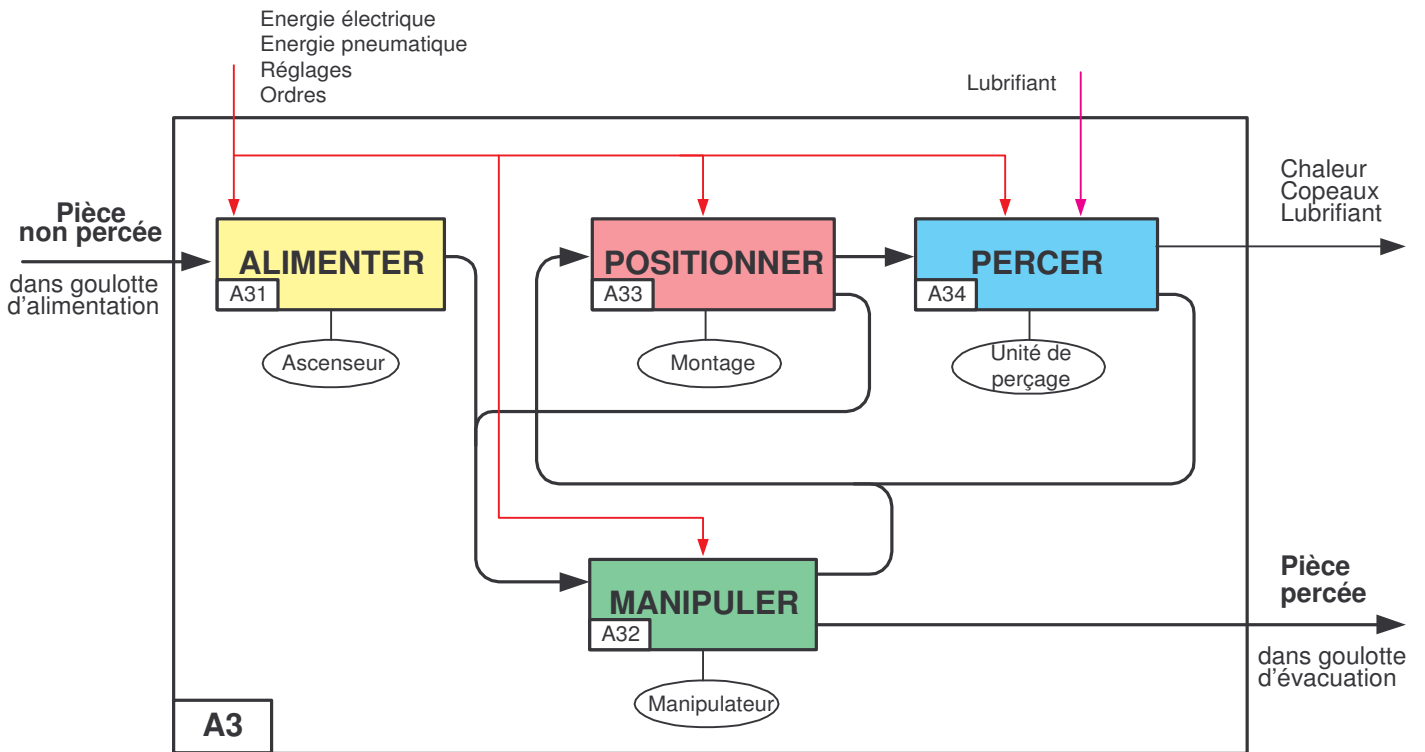 Energie électrique
Energie pneumatique
Réglages
Ordres
Lubrifiant
Chaleur
Copeaux
Lubrifiant
Pièce
non percée
dans goulotte
d'alimentation
ALIMENTER
A31
Ascenseur
POSITIONNER
A33
Montage
PERCER
A34
Unité de
perçage
MANIPULER
A32
Manipulateur
Pièce
percée
dans goulotte
d'évacuation
A3